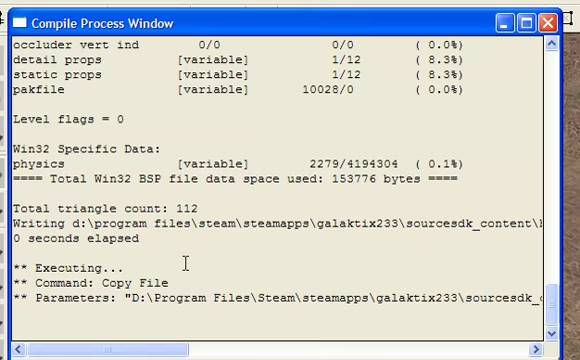 Compile Process Window
occluder vert ind 0/0 0/0 ( 0.0%)
detail props [variable] 1/12 ( 8.3%)
static props [variable] 1/12 ( 8.3%)
pakfile [variable] 10028/0 ( 0.0%)
Level flags = 0
Win32 Specific Data:
physics [variable] 2279/4194304 ( 0.1%)
==== Total Win32 BSP file data space used: 153776 bytes ====
Total triangle count: 112
Writing d:\program files\steam\steamapps\galaktix233\sourcesdk_content\
0 seconds elapsed
** Executing...
** Command: Copy File
** Parameters: "D:\Program Files\Steam\steamapps\galaktix233\sourcesdk_